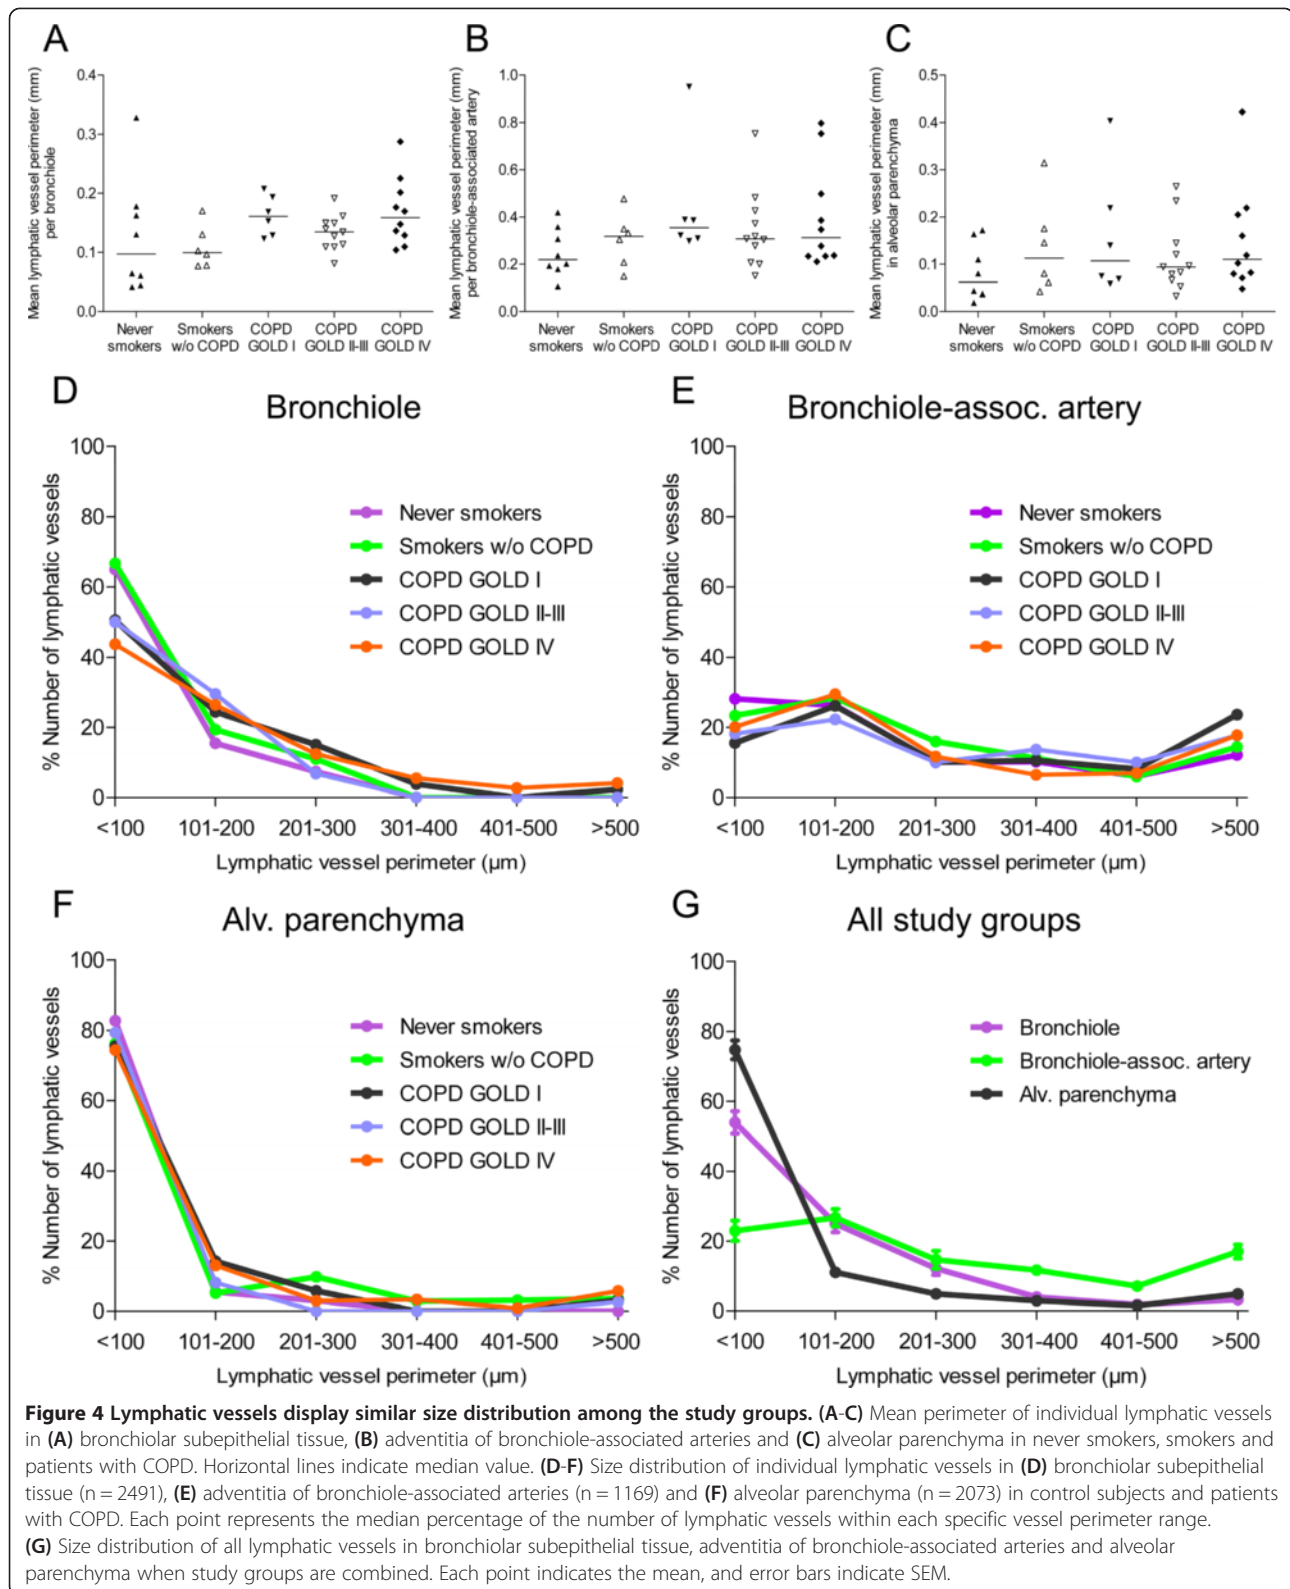 A
B
C
Mean lymphatic vessel perimeter (mm)
per bronchiole
0.4
0.3
0.2
0.1
0.0
Never
smokers
Smokers
w/o COPD
COPD
GOLD I
COPD
GOLD II-III
COPD
GOLD IV
Mean lymphatic vessel perimeter (mm)
per bronchiole-associated artery
1.0
0.8
0.6
0.4
0.2
0.0
Never
smokers
Smokers
w/o COPD
COPD
GOLD I
COPD
GOLD II-III
COPD
GOLD IV
Mean lymphatic vessel perimeter (mm)
in alveolar parenchyma
0.5
0.4
0.3
0.2
0.1
0.0
Never
smokers
Smokers
w/o COPD
COPD
GOLD I
COPD
GOLD II-III
COPD
GOLD IV
D
Bronchiole
% Number of lymphatic vessels
100
80
60
40
20
0
Never smokers
Smokers w/o COPD
COPD GOLD I
COPD GOLD II-III
COPD GOLD IV
<100 101-200 201-300 301-400 401-500 >500
Lymphatic vessel perimeter (µm)
E
Bronchiole-assoc. artery
% Number of lymphatic vessels
100
80
60
40
20
0
Never smokers
Smokers w/o COPD
COPD GOLD I
COPD GOLD II-III
COPD GOLD IV
<100 101-200 201-300 301-400 401-500 >500
Lymphatic vessel perimeter (µm)
F
Alv. parenchyma
% Number of lymphatic vessels
100
80
60
40
20
0
Never smokers
Smokers w/o COPD
COPD GOLD I
COPD GOLD II-III
COPD GOLD IV
<100 101-200 201-300 301-400 401-500 >500
Lymphatic vessel perimeter (µm)
G
All study groups
% Number of lymphatic vessels
100
80
60
40
20
0
Bronchiole
Bronchiole-assoc. artery
Alv. parenchyma
<100 101-200 201-300 301-400 401-500 >500
Lymphatic vessel perimeter (µm)
Figure 4 Lymphatic vessels display similar size distribution among the study groups. (A-C) Mean perimeter of individual lymphatic vessels
in (A) bronchiolar subepithelial tissue, (B) adventitia of bronchiole-associated arteries and (C) alveolar parenchyma in never smokers, smokers and
patients with COPD. Horizontal lines indicate median value. (D-F) Size distribution of individual lymphatic vessels in (D) bronchiolar subepithelial
tissue (n = 2491), (E) adventitia of bronchiole-associated arteries (n = 1169) and (F) alveolar parenchyma (n = 2073) in control subjects and patients
with COPD. Each point represents the median percentage of the number of lymphatic vessels within each specific vessel perimeter range.
(G) Size distribution of all lymphatic vessels in bronchiolar subepithelial tissue, adventitia of bronchiole-associated arteries and alveolar
parenchyma when study groups are combined. Each point indicates the mean, and error bars indicate SEM.